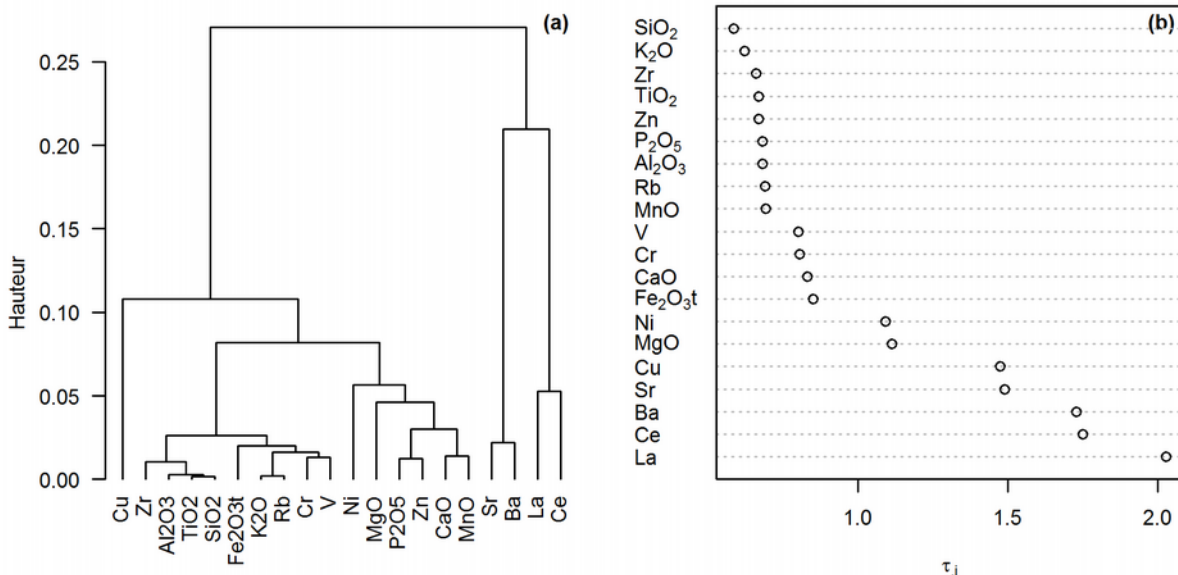 (a)
Hauteur
0.25
0.20
0.15
0.10
0.05
0.00
Cu
Zr
Al2O3
TiO2
SiO2
Fe2O3t
K2O
Rb
Cr
V
Ni
MgO
P2O5
Zn
CaO
MnO
Sr
Ba
La
Ce
(b)
SiO₂
K₂O
Zr
TiO₂
Zn
P₂O₅
Al₂O₃
Rb
MnO
V
Cr
CaO
Fe₂O₃t
Ni
MgO
Cu
Sr
Ba
Ce
La
1.0 1.5 2.0
τ i